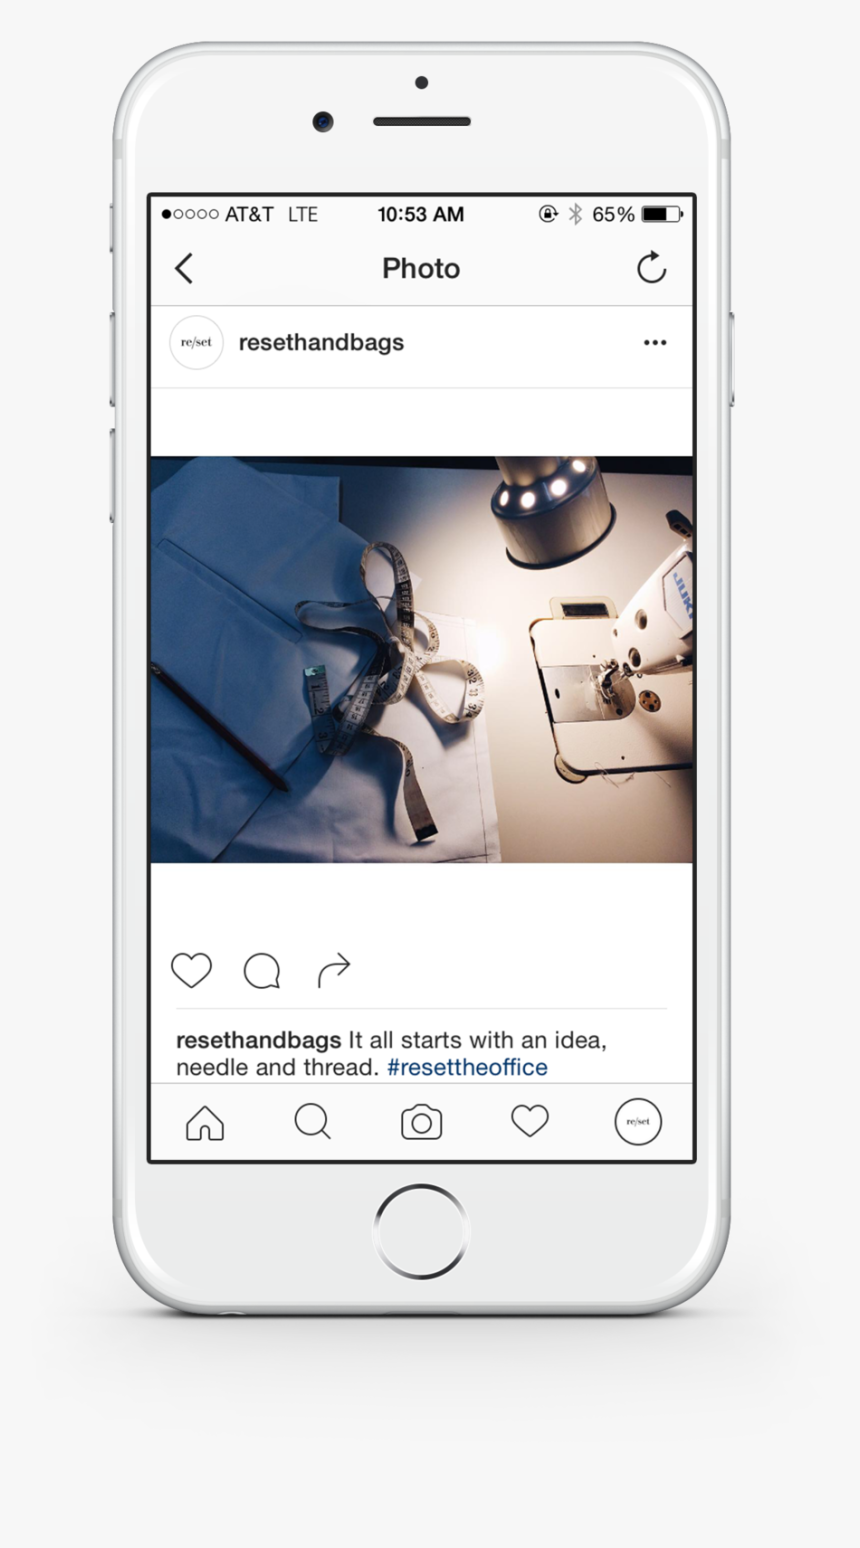 AT&T LTE 10:53 AM 65%
Photo
re/set resethandbags
JUKI
resethandbags It all starts with an idea,
needle and thread. #resettheoffice
re/set